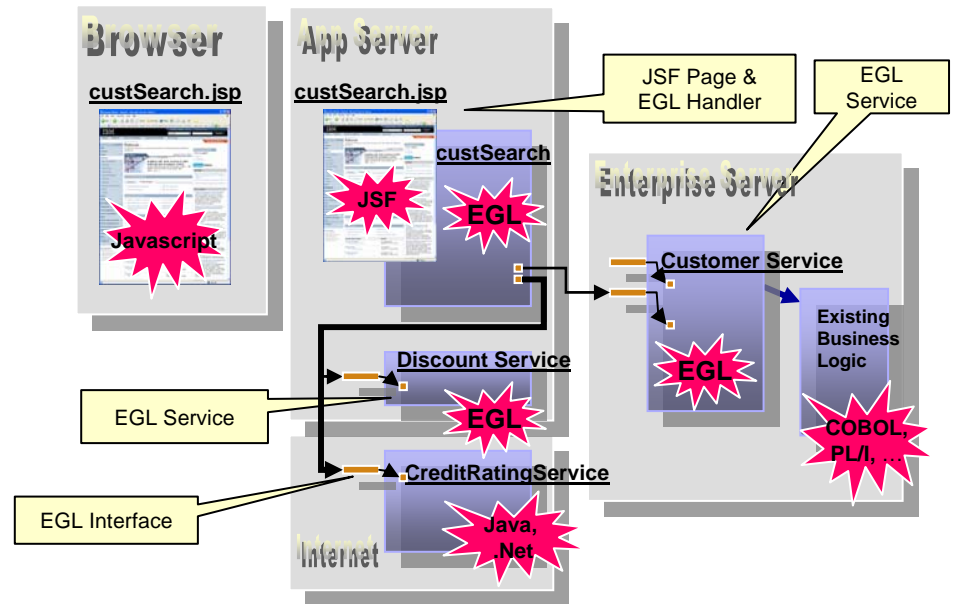 Browser
custSearch.jsp
Javascript
App Server
custSearch.jsp
JSF
custSearch
EGL
JSF Page &
EGL Handler
EGL
Service
Enterprise Server
Customer Service
EGL
Existing
Business
Logic
COBOL,
PL/I, …
Discount Service
EGL
EGL Service
CreditRatingService
Java,
.Net
EGL Interface
Internet